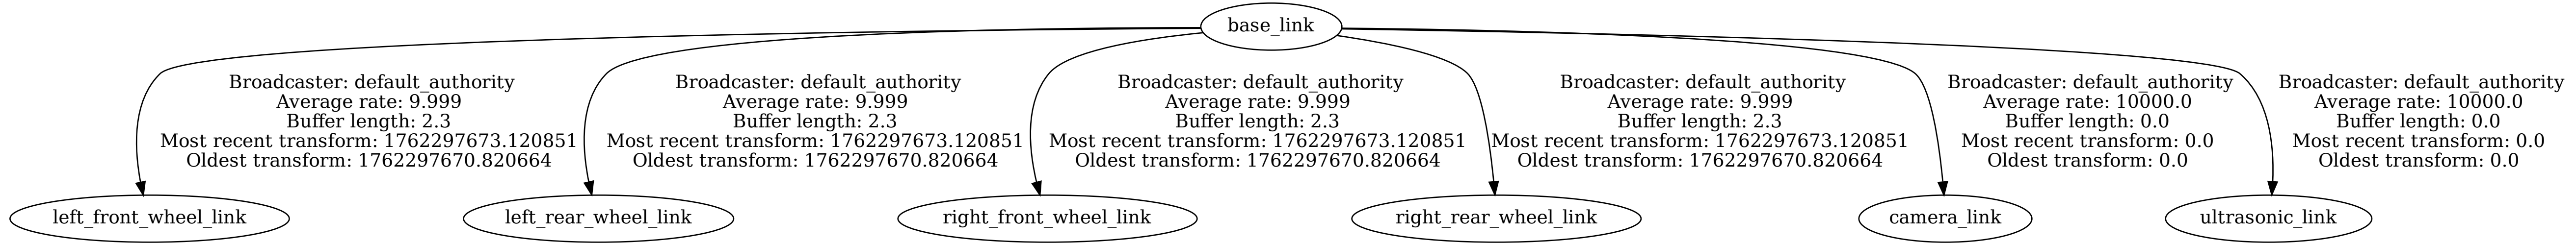 base_link
Broadcaster: default_authority
Average rate: 9.999
Buffer length: 2.3
Most recent transform: 1762297673.120851
Oldest transform: 1762297670.820664
Broadcaster: default_authority
Average rate: 9.999
Buffer length: 2.3
Most recent transform: 1762297673.120851
Oldest transform: 1762297670.820664
Broadcaster: default_authority
Average rate: 9.999
Buffer length: 2.3
Most recent transform: 1762297673.120851
Oldest transform: 1762297670.820664
Broadcaster: default_authority
Average rate: 9.999
Buffer length: 2.3
Most recent transform: 1762297673.120851
Oldest transform: 1762297670.820664
Broadcaster: default_authority
Average rate: 10000.0
Buffer length: 0.0
Most recent transform: 0.0
Oldest transform: 0.0
Broadcaster: default_authority
Average rate: 10000.0
Buffer length: 0.0
Most recent transform: 0.0
Oldest transform: 0.0
left_front_wheel_link
left_rear_wheel_link
right_front_wheel_link
right_rear_wheel_link
camera_link
ultrasonic_link